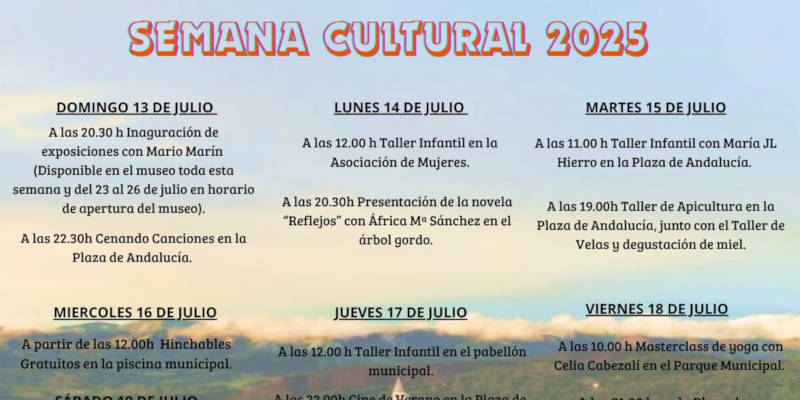 SEMANA CULTURAL 2025
DOMINGO 13 DE JULIO
A las 20.30 h Inaguración de
exposiciones con Mario Marín
(Disponible en el museo toda esta
semana y del 23 al 26 de julio en horario
de apertura del museo).
A las 22.30h Cenando Canciones en la
Plaza de Andalucía.
LUNES 14 DE JULIO
A las 12.00 h Taller Infantil en la
Asociación de Mujeres.
A las 20.30h Presentación de la novela
“Reflejos” con África Mª Sánchez en el
árbol gordo.
MARTES 15 DE JULIO
A las 11.00 h Taller Infantil con María JL
Hierro en la Plaza de Andalucía.
A las 19.00h Taller de Apicultura en la
Plaza de Andalucía, junto con el Taller de
Velas y degustación de miel.
MIERCOLES 16 DE JULIO
A partir de las 12.00h Hinchables
Gratuitos en la piscina municipal.
JUEVES 17 DE JULIO
A las 12.00 h Taller Infantil en el pabellón
municipal.
A las 22.00h Cine de Verano en la Plaza de
VIERNES 18 DE JULIO
A las 10.00 h Masterclass de yoga con
Celia Cabezalí en el Parque Municipal.
SÁBADO 19 DE JULIO